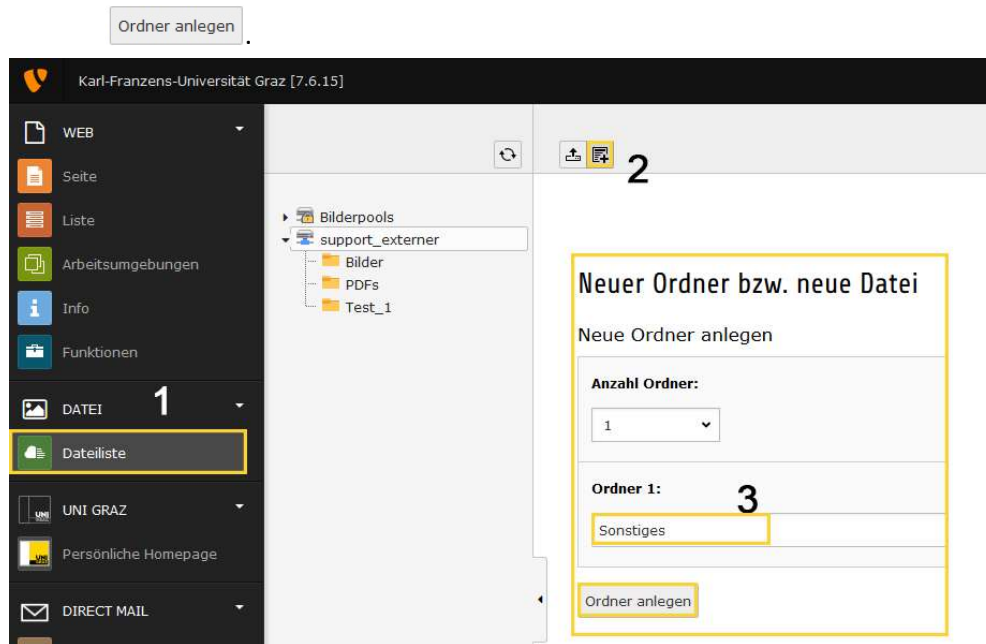 Ordner anlegen.
Karl-Franzens-Universität Graz [7.6.15]
WEB
Seite
Liste
Arbeitsumgebungen
Info
Funktionen
DATEI
1
Dateiliste
UNI GRAZ
Persönliche Homepage
DIRECT MAIL
Bilderpools
support_externer
Bilder
PDFs
Test_1
2
Neuer Ordner bzw. neue Datei
Neue Ordner anlegen
Anzahl Ordner:
1
Ordner 1:
3
Sonstiges
Ordner anlegen